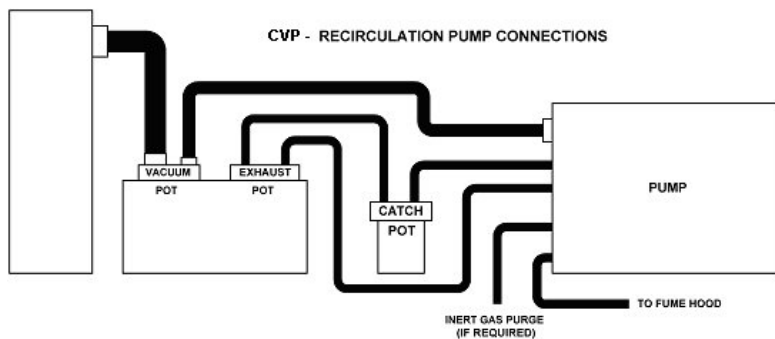 CVP - RECIRCULATION PUMP CONNECTIONS
VACUUM
POT
EXHAUST
POT
CATCH
POT
PUMP
INERT GAS PURGE
(IF REQUIRED)
TO FUME HOOD